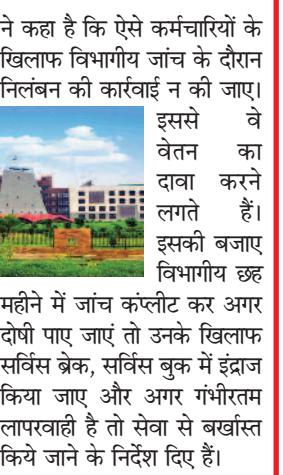 ने कहा है कि ऐसे कर्मचारियों के
खिलाफ विभागीय जांच के दौरान
निलंबन की कार्रवाई न की जाए।
इससे वे
वेतन का
दावा करने
लगते हैं।
इसकी बजाए
विभागीय छह
महीने में जांच कंप्लीट कर अगर
दोषी पाए जाएं तो उनके खिलाफ
सर्विस ब्रेक, सर्विस बुक में इंद्राज
किया जाए और अगर गंभीरतम
लापरवाही है तो सेवा से बर्खास्त
किये जाने के निर्देश दिए हैं।